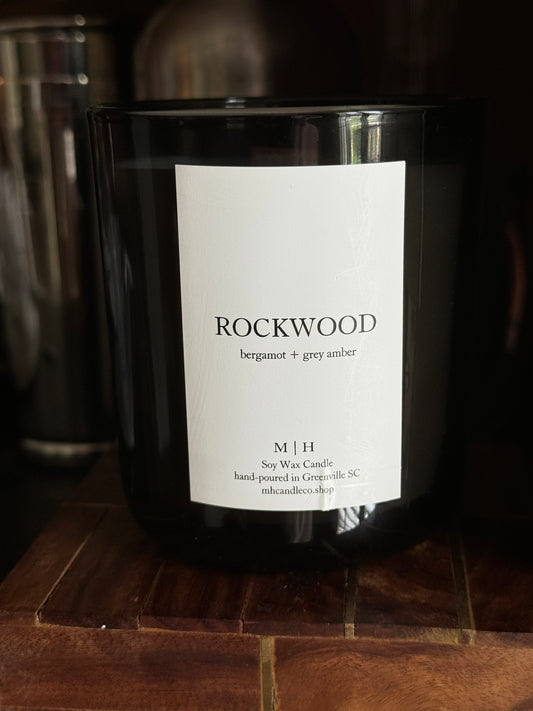 ROCKWOOD
bergamot + grey amber
M | H
Soy Wax Candle
hand-poured in Greenville SC
mhcandleco.shop